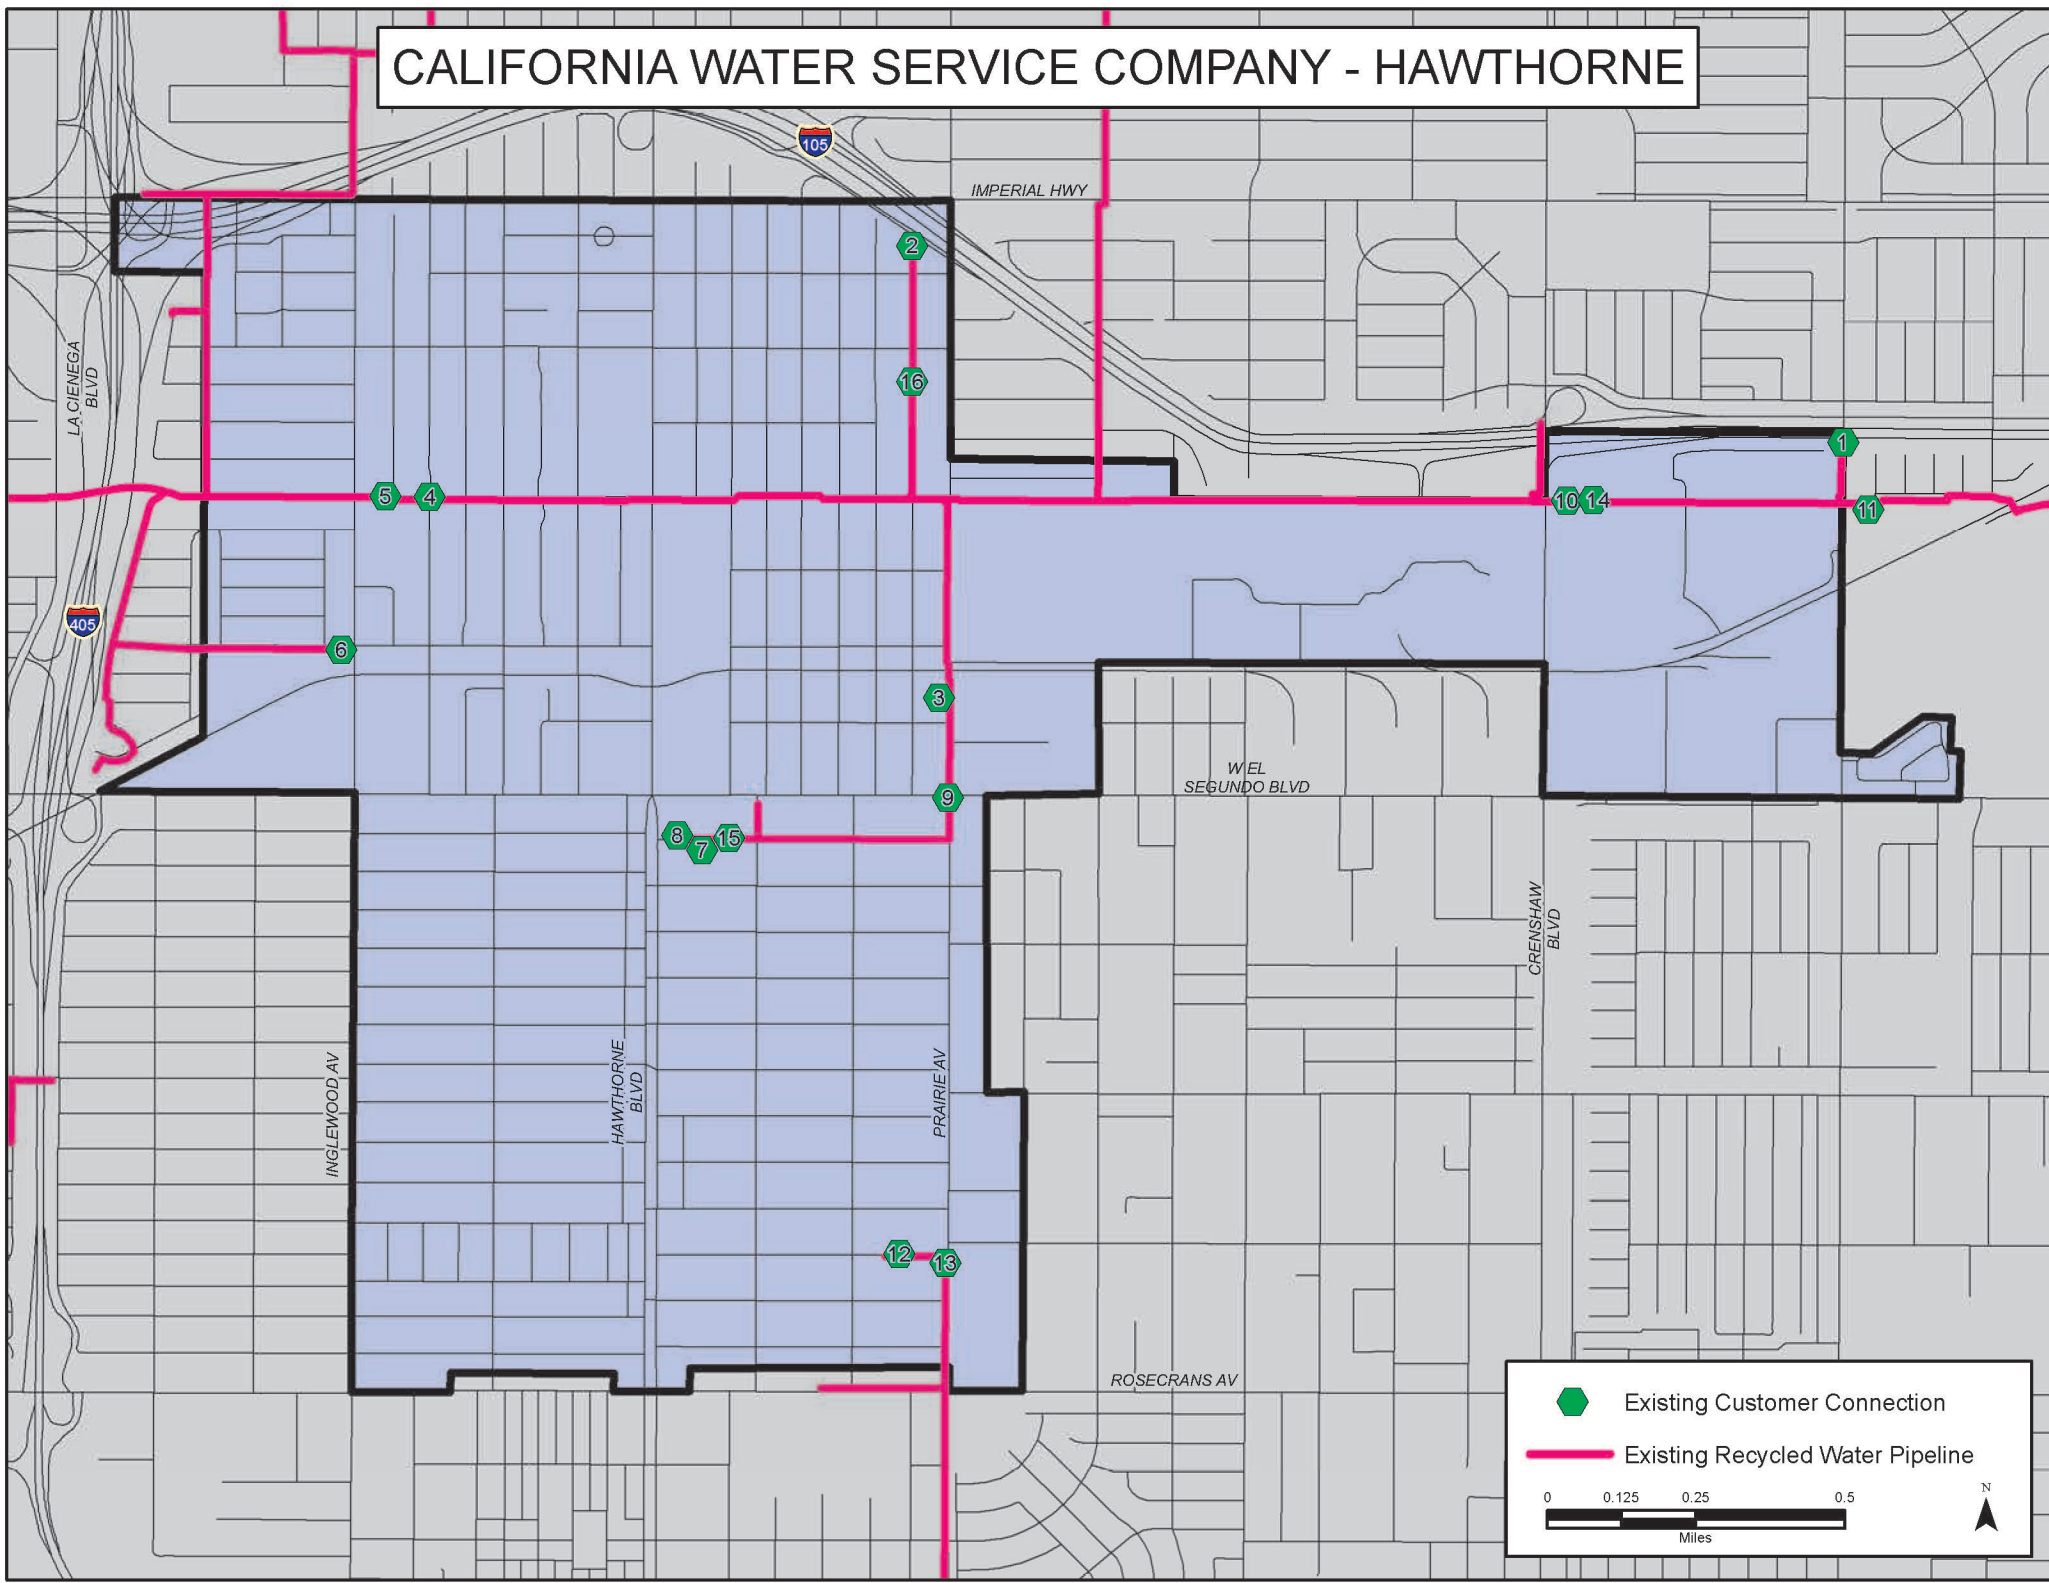 CALIFORNIA WATER SERVICE COMPANY - HAWTHORNE
105
IMPERIAL HWY
2
LA CIENEGA
BLVD
16
1
5
4
10
14
11
405
6
3
W EL
SEGUNDO BLVD
9
8
7
15
CRENSHAW
BLVD
INGLEWOOD AV
HAWTHORNE
BLVD
PRAIRIE AV
12
13
ROSECRANS AV
Existing Customer Connection
Existing Recycled Water Pipeline
0 0.125 0.25 0.5
Miles
N